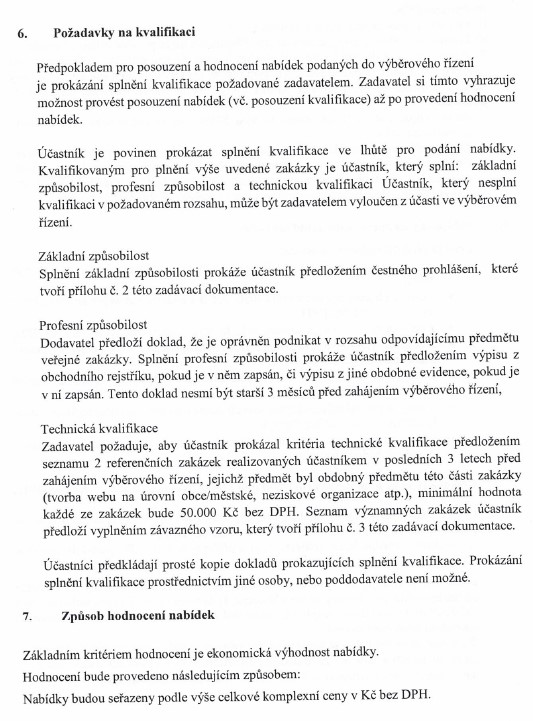 6. Požadavky na kvalifikaci
Předpokladem pro posouzení a hodnocení nabídek podaných do výběrového řízení
je prokázání splnění kvalifikace požadované zadavatelem. Zadavatel si tímto vyhrazuje
možnost provést posouzení nabídek (vč. posouzení kvalifikace) až po provedení hodnocení
nabídek.
Účastník je povinen prokázat splnění kvalifikace ve lhůtě pro podání nabídky.
Kvalifikovaným pro plnění výše uvedené zakázky je účastník, který splní: základní
způsobilost, profesní způsobilost a technickou kvalifikaci Účastník, který nesplní
kvalifikaci v požadovaném rozsahu, může být zadavatelem vyloučen z účasti ve výběrovém
řízení.
Základní způsobilost
Splnění základní způsobilosti prokáže účastník předložením čestného prohlášení, které
tvoří přílohu č. 2 této zadávací dokumentace.
Profesní způsobilost
Dodavatel předloží doklad, že je oprávněn podnikat v rozsahu odpovídajícímu předmětu
veřejné zakázky. Splnění profesní způsobilosti prokáže účastník předložením výpisu z
obchodního rejstříku, pokud je v něm zapsán, či výpisu z jiné obdobné evidence, pokud je
v ní zapsán. Tento doklad nesmí být starší 3 měsíců před zahájením výběrového řízení,
Technická kvalifikace
Zadavatel požaduje, aby účastník prokázal kritéria technické kvalifikace předložením
seznamu 2 referenčních zakázek realizovaných účastníkem v posledních 3 letech před
zahájením výběrového řízení, jejichž předmět byl obdobný předmětu této části zakázky
(tvorba webu na úrovní obce/městské, neziskové organizace atp.), minimální hodnota
každé ze zakázek bude 50.000 Kč bez DPH. Seznam významných zakázek účastník
předloží vyplněním závazného vzoru, který tvoří přílohu č. 3 této zadávací dokumentace.
Účastníci předkládají prosté kopie dokladů prokazujících splnění kvalifikace. Prokázání
splnění kvalifikace prostřednictvím jiné osoby, nebo poddodavatele není možné.
7. Způsob hodnocení nabídek
Základním kritériem hodnocení je ekonomická výhodnost nabídky.
Hodnocení bude provedeno následujícím způsobem:
Nabídky budou seřazeny podle výše celkové komplexní ceny v Kč bez DPH.